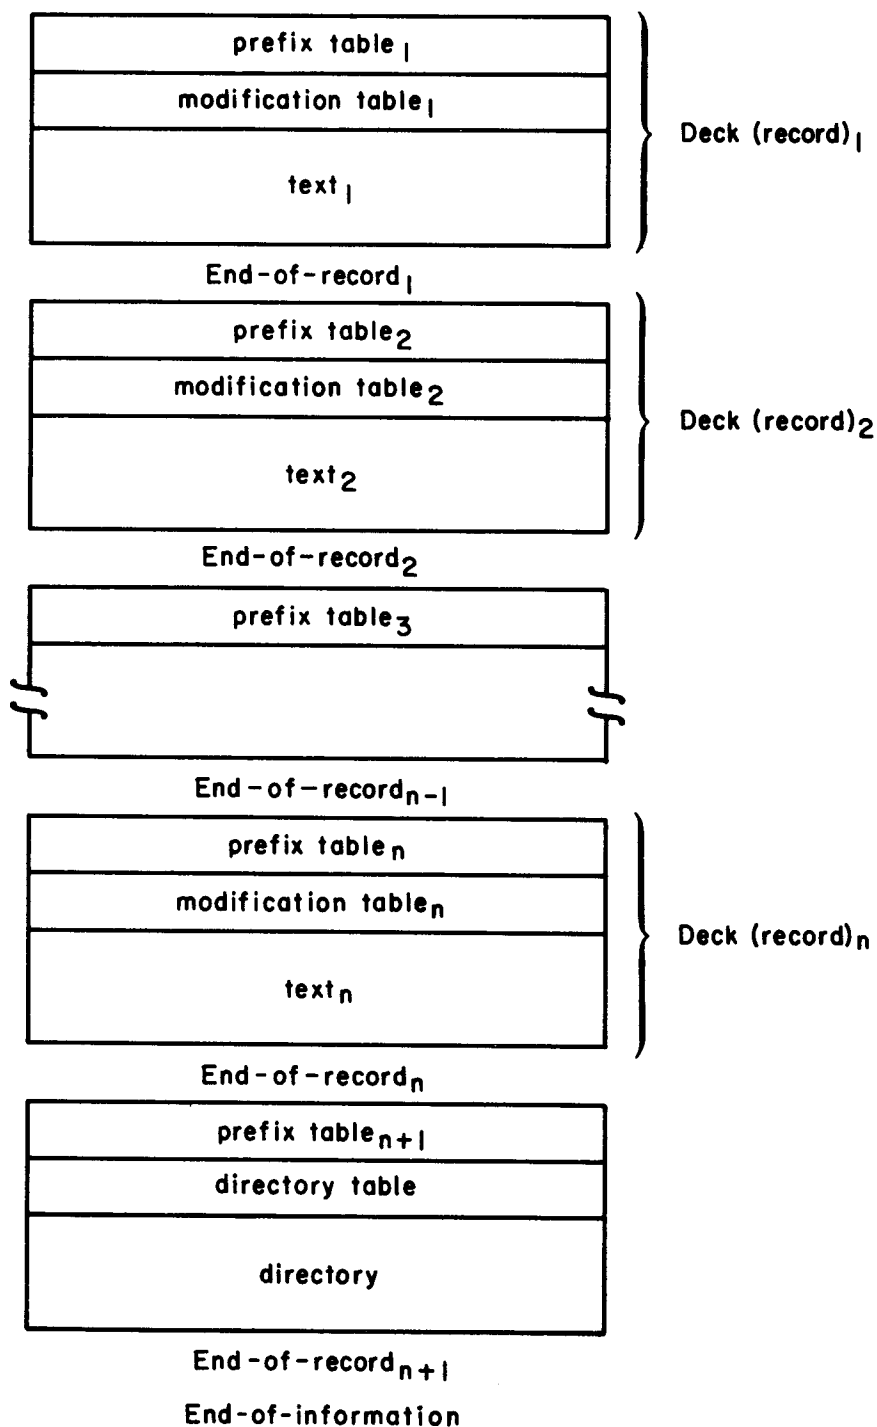 prefix table₁
modification table₁
Deck (record)₁
text₁
End-of-record₁
prefix table₂
modification table₂
Deck (record)₂
text₂
End-of-record₂
prefix table₃
End-of-recordₙ₋₁
prefix tableₙ
modification tableₙ
Deck (record)ₙ
textₙ
End-of-recordₙ
prefix tableₙ₊₁
directory table
directory
End-of-recordₙ₊₁
End-of-information